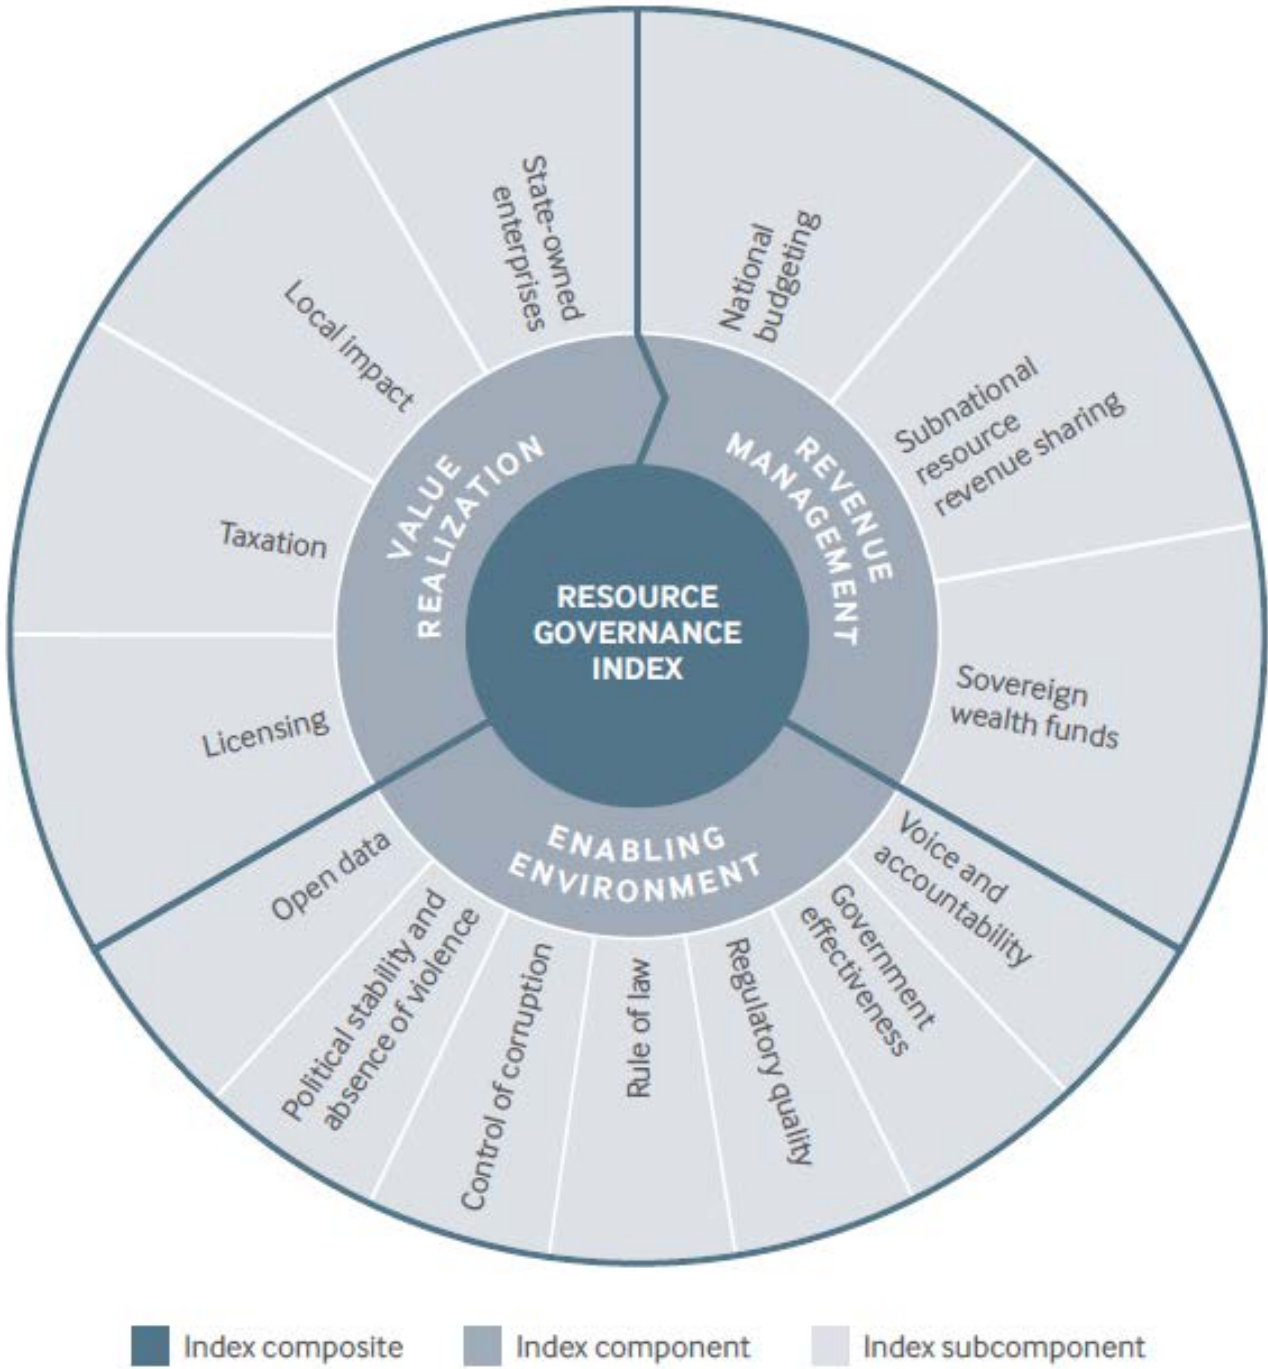 State-owned
enterprises
National
budgeting
Local impact
Subnational
resource
revenue sharing
VALUE
REALIZATION
REVENUE
MANAGEMENT
Taxation
RESOURCE
GOVERNANCE
INDEX
Sovereign
wealth funds
Licensing
ENABLING
ENVIRONMENT
Open data
Political stability and
absence of violence
Control of corruption
Rule of law
Regulatory quality
Government
effectiveness
Voice and
accountability
Index composite
Index component
Index subcomponent